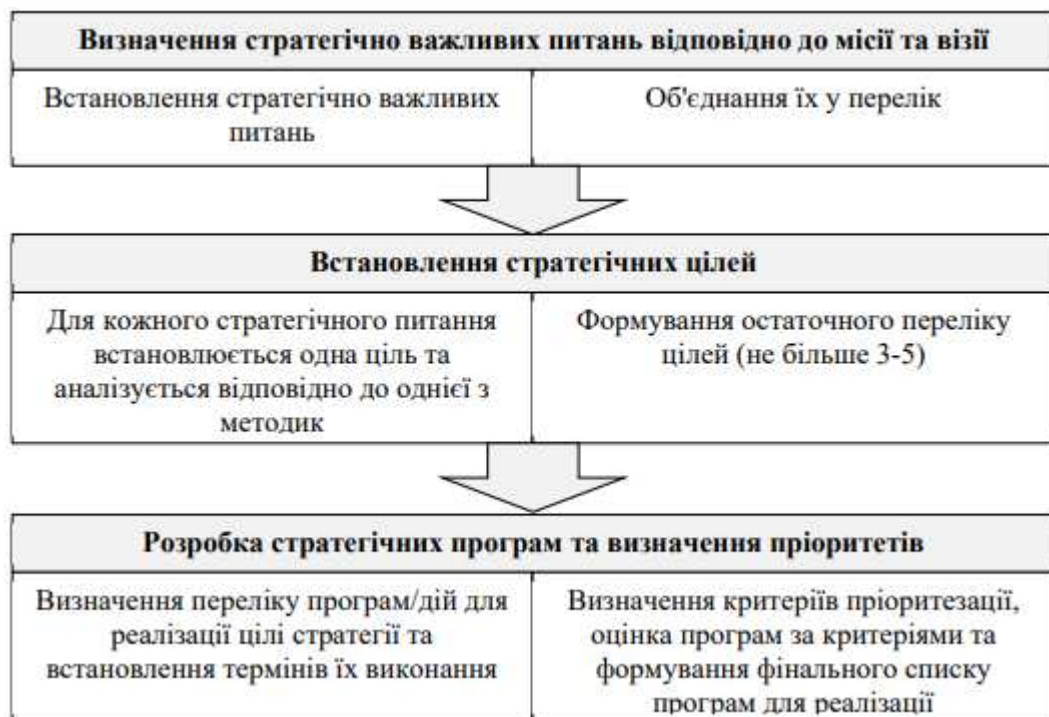 Визначення стратегічно важливих питань відповідно до місії та візії
Встановлення стратегічно важливих
питань
Об'єднання їх у перелік
Встановлення стратегічних цілей
Для кожного стратегічного питання
встановлюється одна ціль та
аналізується відповідно до однієї з
методик
Формування остаточного переліку
цілей (не більше 3-5)
Розробка стратегічних програм та визначення пріоритетів
Визначення переліку програм/дій для
реалізації цілі стратегії та
встановлення термінів їх виконання
Визначення критеріїв пріоритезації,
оцінка програм за критеріями та
формування фінального списку
програм для реалізації